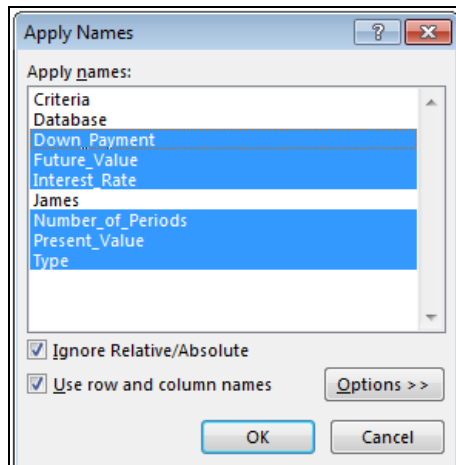 Apply Names
Apply names:
Criteria
Database
Down_Payment
Future_Value
Interest_Rate
James
Number_of_Periods
Present_Value
Type
Ignore Relative/Absolute
Use row and column names Options >>
OK Cancel